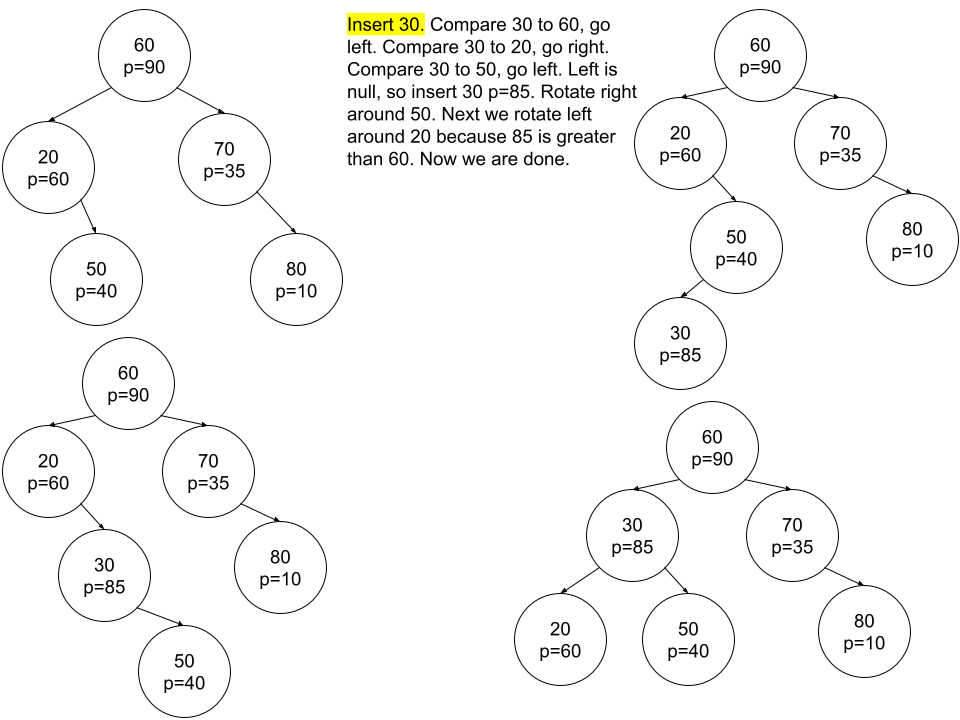 60
p=90
20
p=60
70
p=35
50
p=40
80
p=10
Insert 30. Compare 30 to 60, go
left. Compare 30 to 20, go right.
Compare 30 to 50, go left. Left is
null, so insert 30 p=85. Rotate right
around 50. Next we rotate left
around 20 because 85 is greater
than 60. Now we are done.
60
p=90
20
p=60
70
p=35
50
p=40
80
p=10
30
p=85
60
p=90
20
p=60
70
p=35
30
p=85
80
p=10
50
p=40
60
p=90
30
p=85
70
p=35
20
p=60
50
p=40
80
p=10